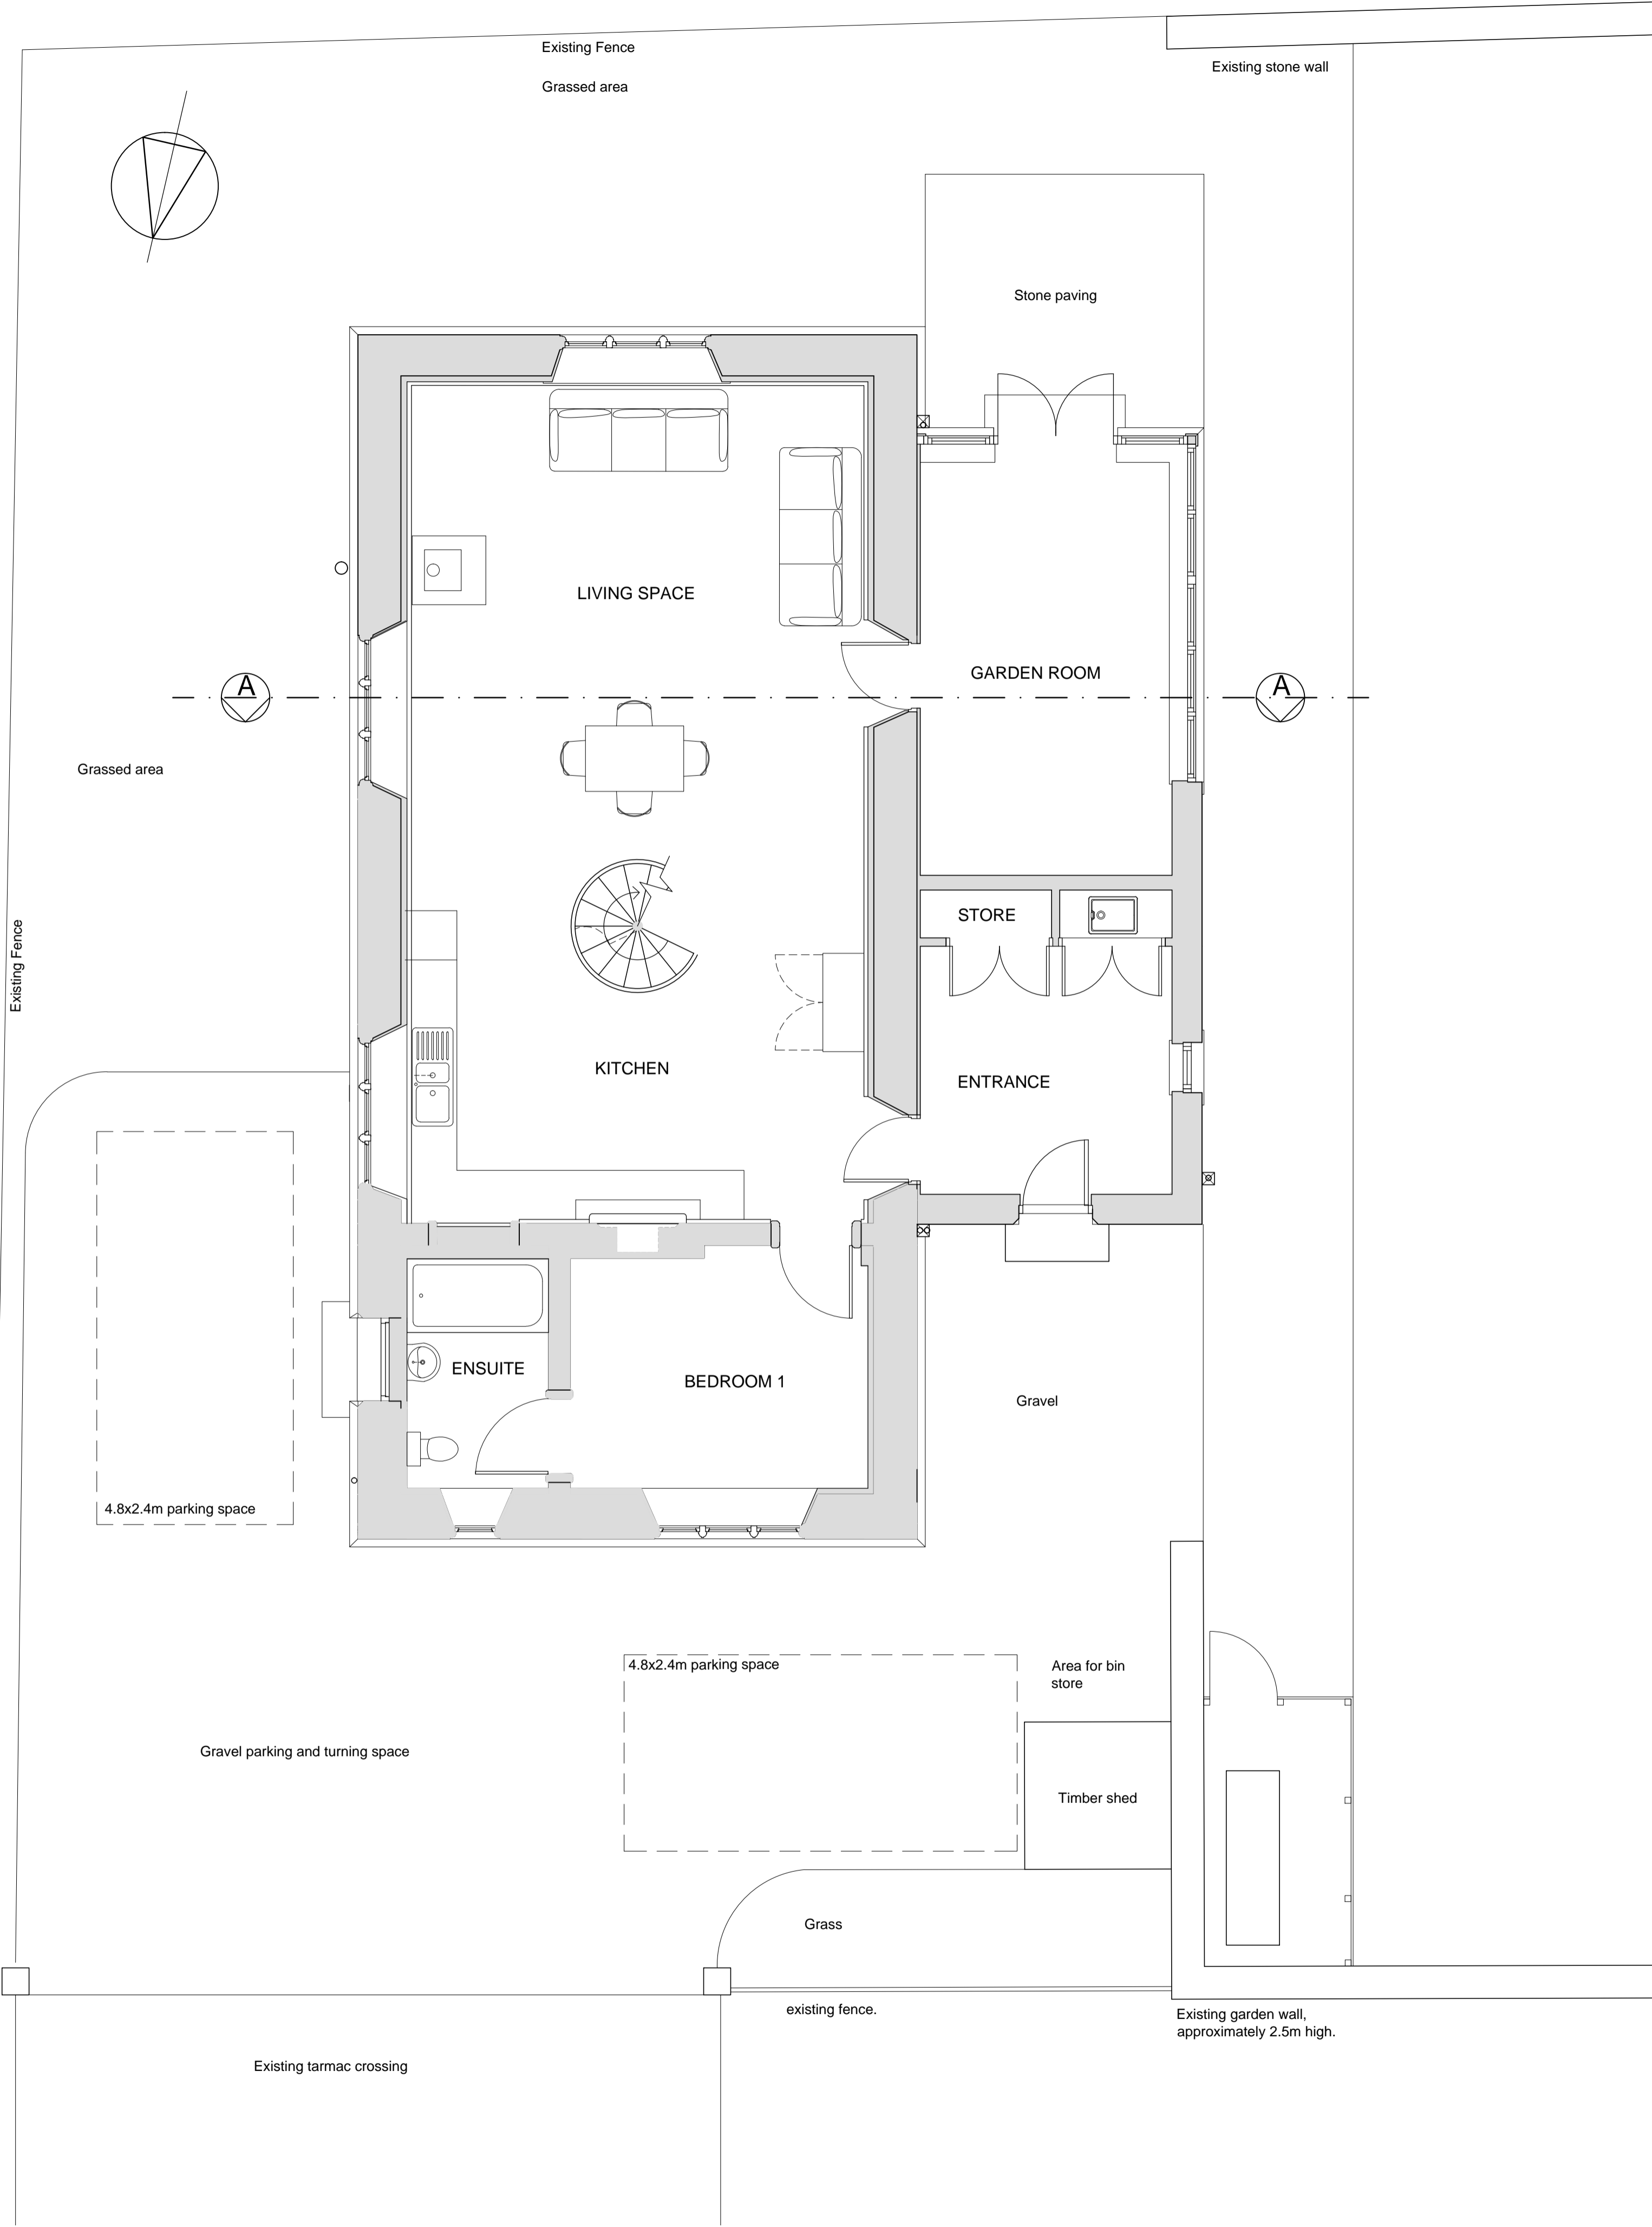 Existing Fence
Existing stone wall
Grassed area
Stone paving
LIVING SPACE
GARDEN ROOM
A
A
Grassed area
STORE
Existing Fence
KITCHEN
ENTRANCE
ENSUITE
BEDROOM 1
Gravel
4.8x2.4m parking space
4.8x2.4m parking space
Area for bin
store
Gravel parking and turning space
Timber shed
Grass
existing fence.
Existing garden wall,
approximately 2.5m high.
Existing tarmac crossing